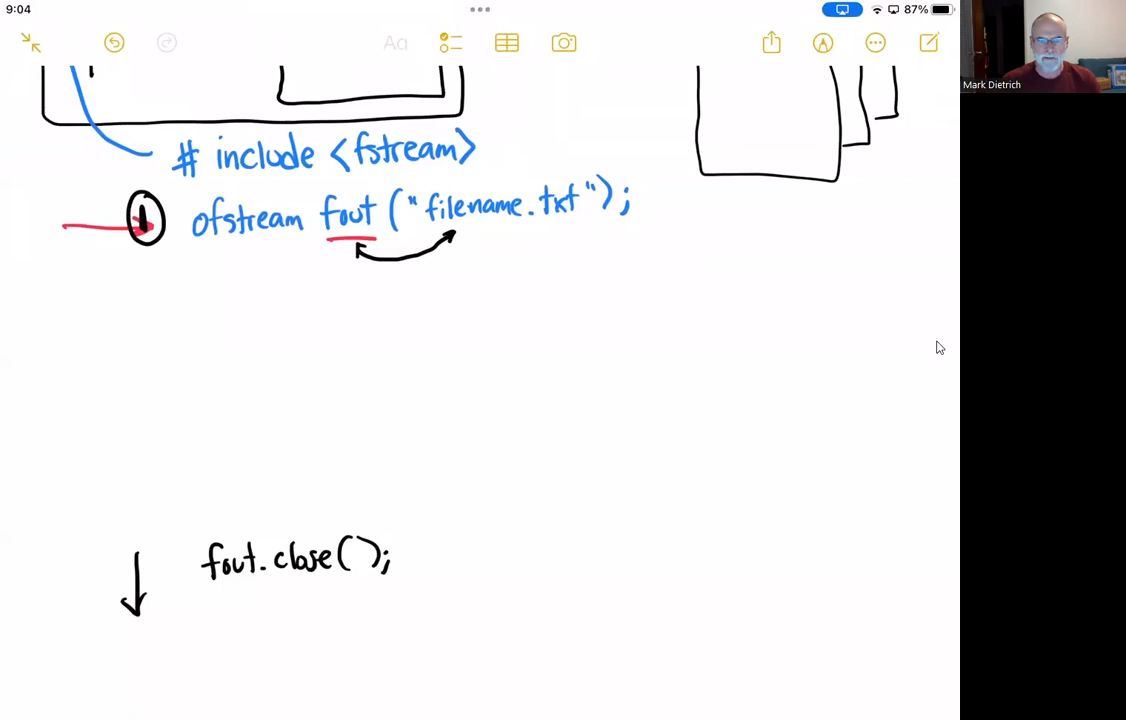 9:04
87%
Aa
Mark Dietrich
# include <fstream>
1 ofstream fout ("filename.txt");
fout.close();